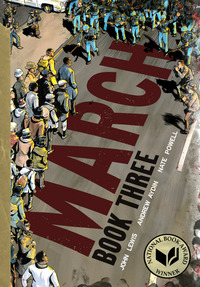 MARCH
BOOK THREE
JOHN LEWIS ANDREW AYDIN NATE POWELL
NATIONAL BOOK AWARD
WINNER